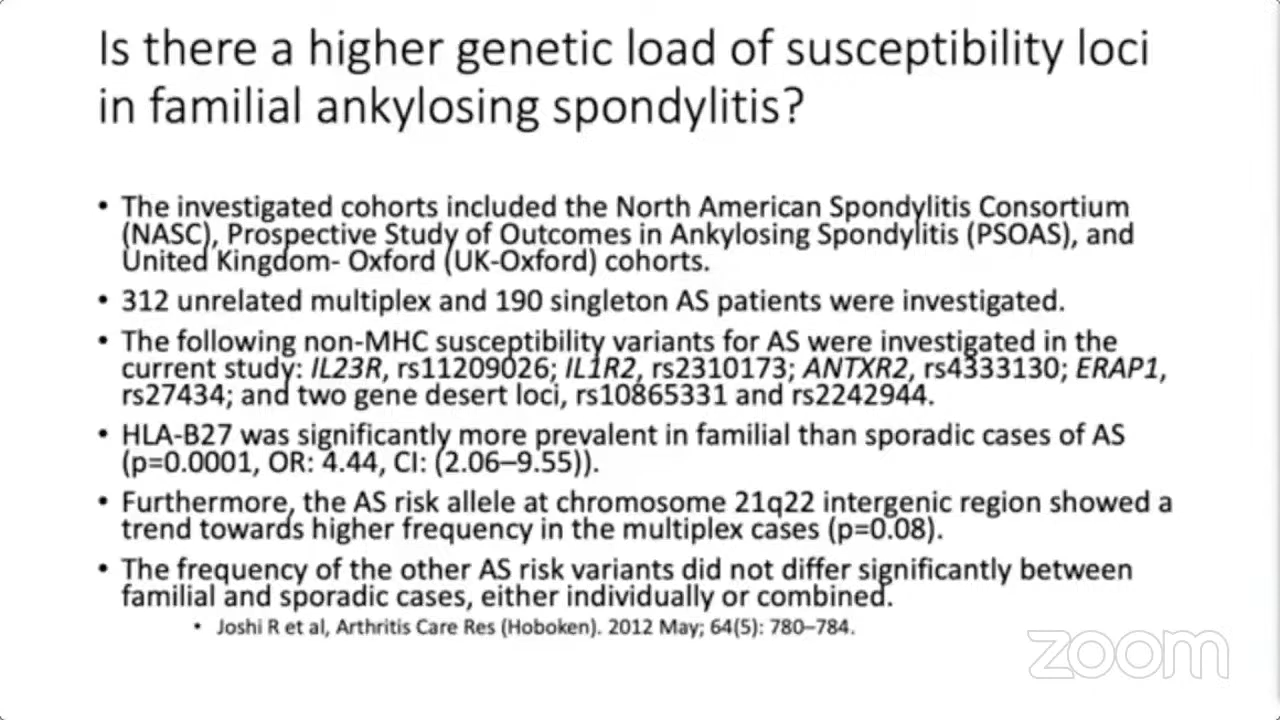 Is there a higher genetic load of susceptibility loci
in familial ankylosing spondylitis?
• The investigated cohorts included the North American Spondylitis Consortium
(NASC), Prospective Study of Outcomes in Ankylosing Spondylitis (PSOAS), and
United Kingdom- Oxford (UK-Oxford) cohorts.
• 312 unrelated multiplex and 190 singleton AS patients were investigated.
• The following non-MHC susceptibility variants for AS were investigated in the
current study: IL23R, rs11209026; IL1R2, rs2310173; ANTXR2, rs4333130; ERAP1,
rs27434; and two gene desert loci, rs10865331 and rs2242944.
• HLA-B27 was significantly more prevalent in familial than sporadic cases of AS
(p=0.0001, OR: 4.44, CI: (2.06–9.55)).
• Furthermore, the AS risk allele at chromosome 21q22 intergenic region showed a
trend towards higher frequency in the multiplex cases (p=0.08).
• The frequency of the other AS risk variants did not differ significantly between
familial and sporadic cases, either individually or combined.
• Joshi R et al, Arthritis Care Res (Hoboken). 2012 May; 64(5): 780–784.
zoom